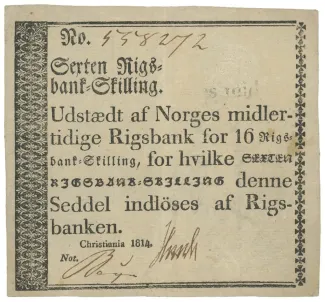 No. 558272
Sexten Rigs-
bank-Skilling.
Udstædt af Norges midler-
tidige Rigsbank for 16 Rigs-
bank-Skilling, for hvilke SEXTEN
RIGSBANK-SKILLING denne
Seddel indlöses af Rigs-
banken.
Christiania 1814.
Not.